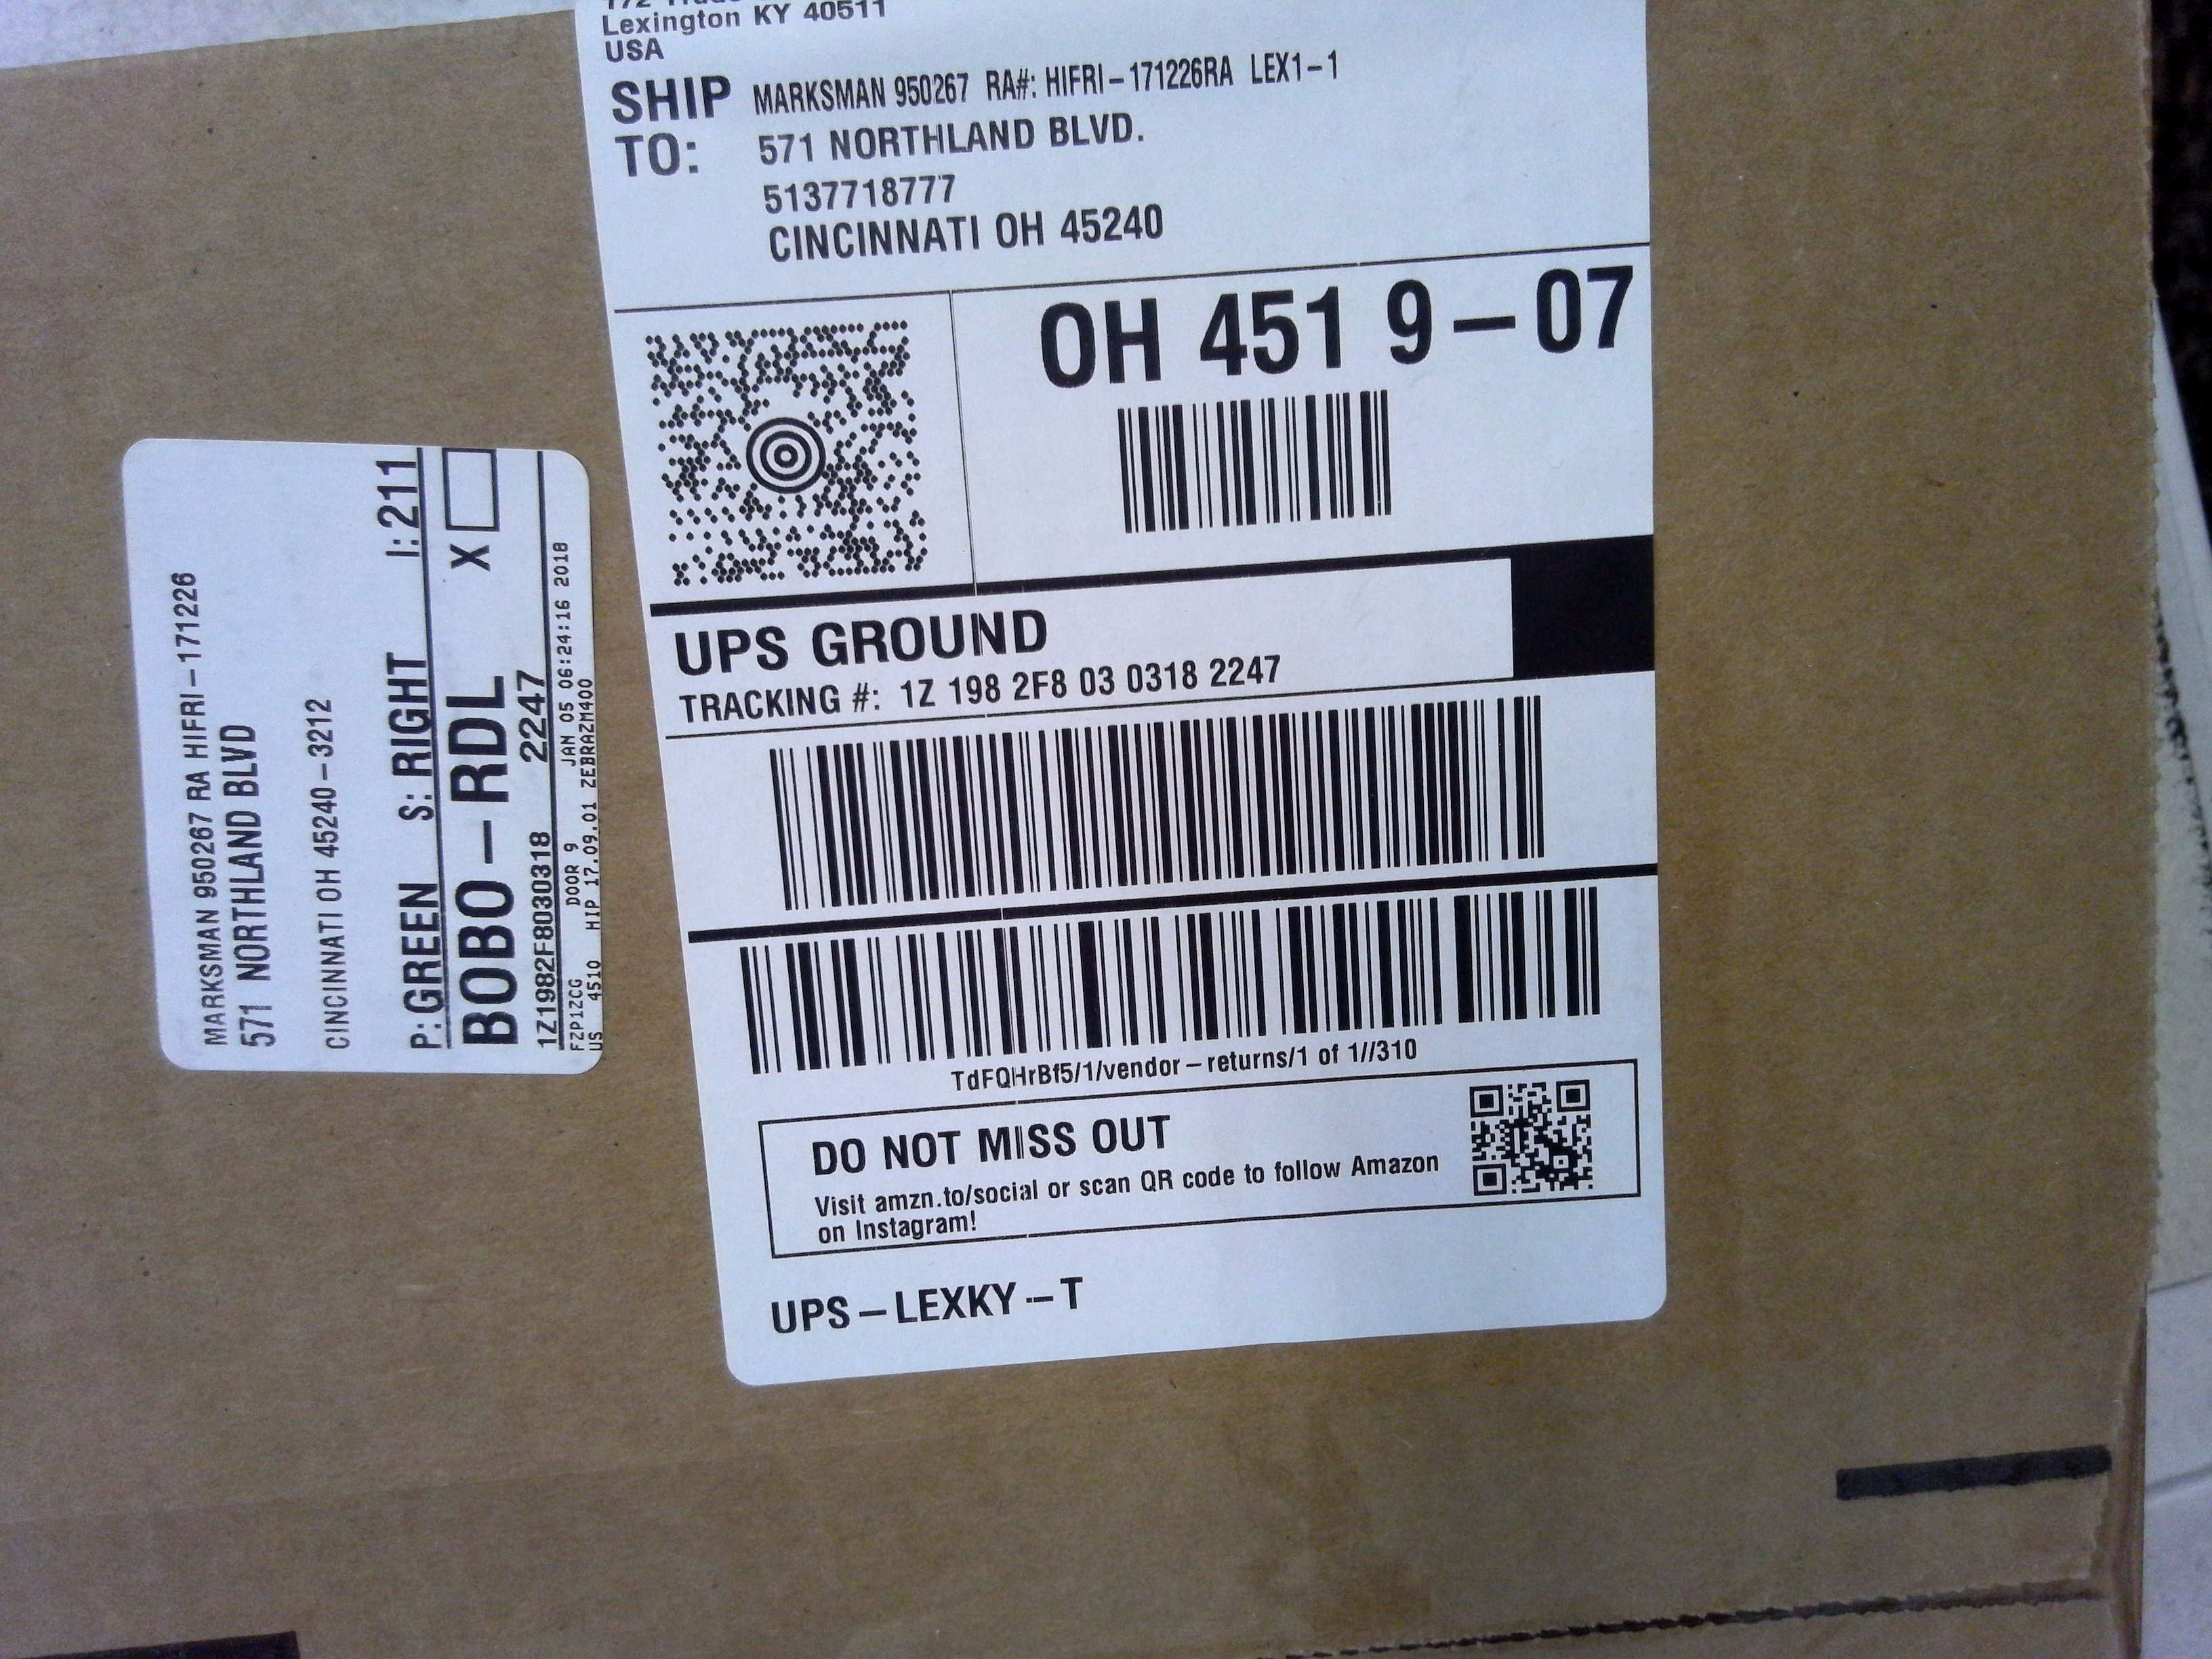 Lexington KY 40511
USA
SHIP TO:
MARKSMAN 950267 RA#: HIFRI-171226RA LEX1-1
571 NORTHLAND BLVD.
5137718777
CINCINNATI OH 45240
OH 451 9-07
UPS GROUND
TRACKING #: 1Z 198 2F8 03 0318 2247
TdFQHrBf5/1/vendor-returns/1 of 1//310
DO NOT MISS OUT
Visit amzn.to/social or scan QR code to follow Amazon
on Instagram!
UPS-LEXKY-T
MARKSMAN 950267 RA HIFRI-171226
571 NORTHLAND BLVD
CINCINNATI OH 45240-3212
P: GREEN S: RIGHT I: 211
BOBO-RDL X
1Z1982F8030318 2247
FZP1ZCG DOOR 9 JAN 05 06:24:16 2018
US 4510 HIP 17.09.01 ZEBRAZM400